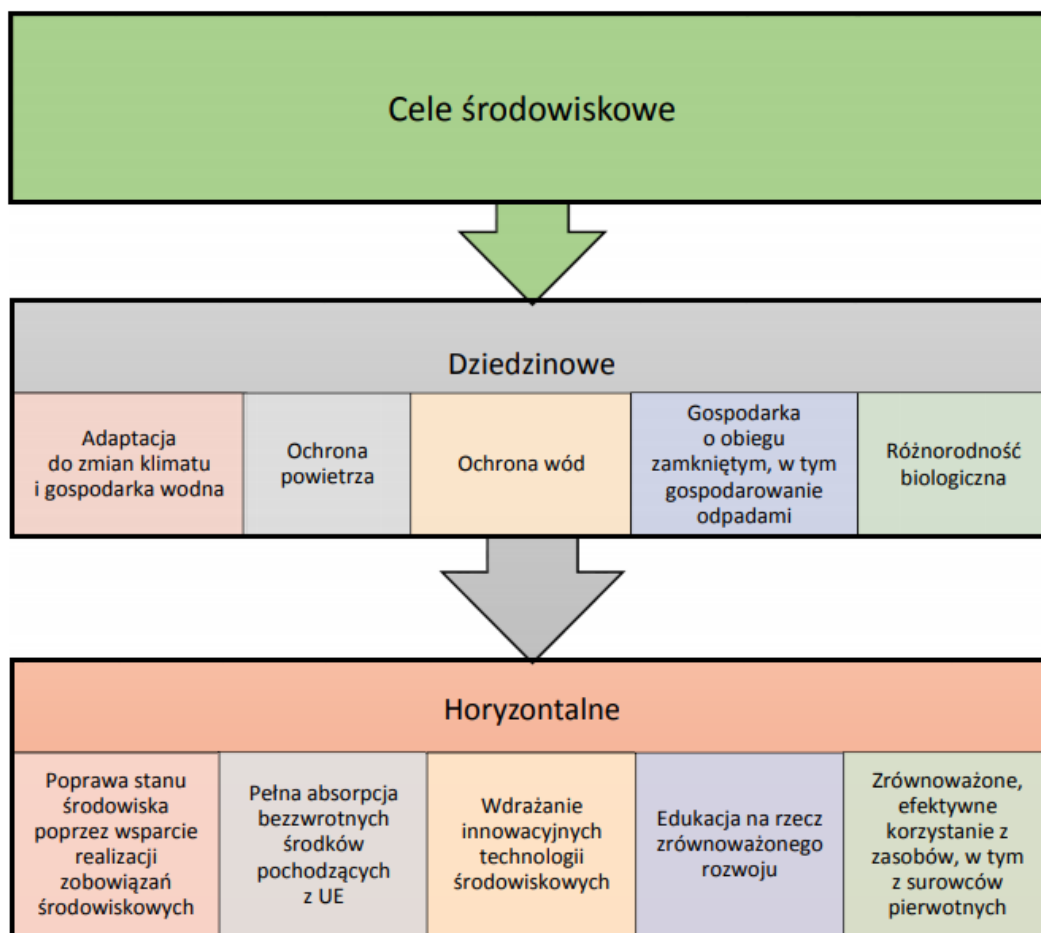 Cele środowiskowe
Dziedzinowe
Adaptacja
do zmian klimatu
i gospodarka wodna
Ochrona
powietrza
Ochrona wód
Gospodarka
o obiegu
zamkniętym, w tym
gospodarowanie
odpadami
Różnorodność
biologiczna
Horyzontalne
Poprawa stanu
środowiska
poprzez wsparcie
realizacji
zobowiązań
środowiskowych
Pełna absorpcja
bezzwrotnych
środków
pochodzących
z UE
Wdrażanie
innowacyjnych
technologii
środowiskowych
Edukacja na rzecz
zrównoważonego
rozwoju
Zrównoważone,
efektywne
korzystanie z
zasobów, w tym
z surowców
pierwotnych